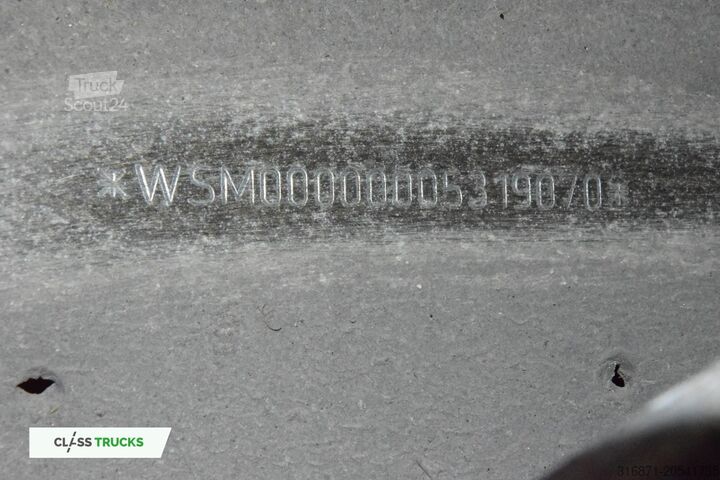 Truck
Scout24
*WSM00000005319070*
CLASS TRUCKS